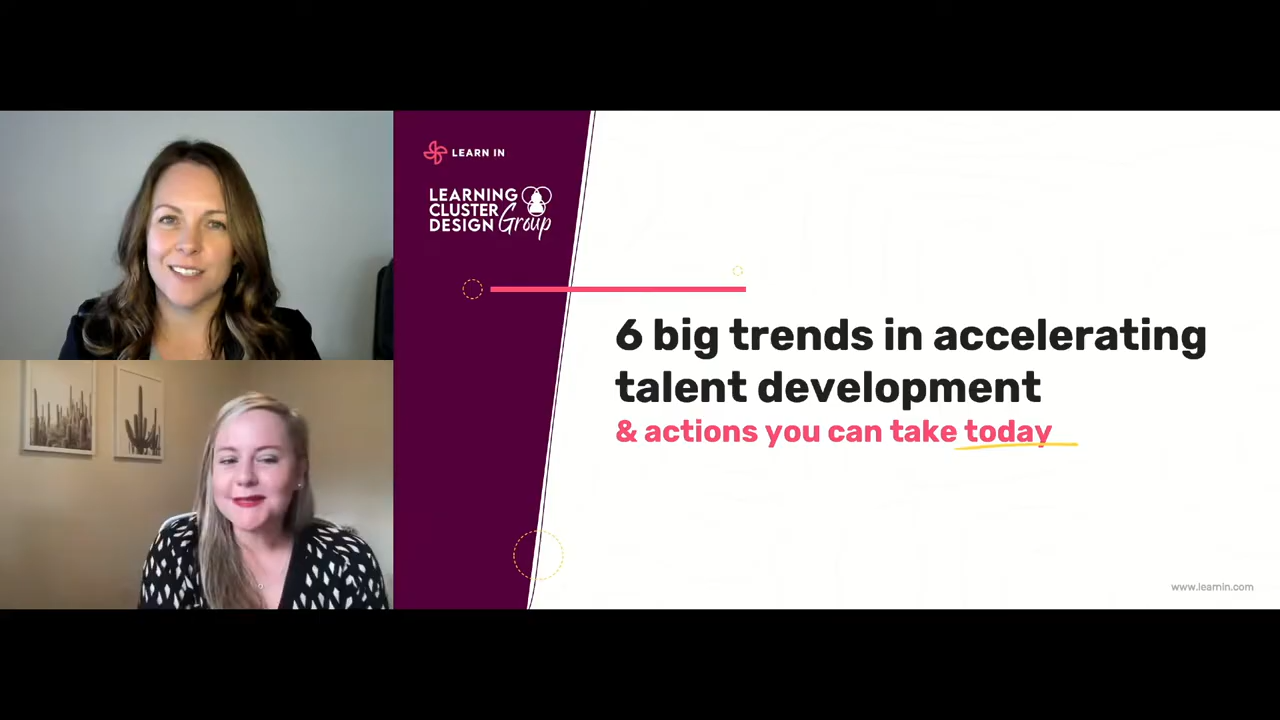 LEARN IN
LEARNING
CLUSTER
DESIGN Group
6 big trends in accelerating
talent development
& actions you can take today
www.learnin.com